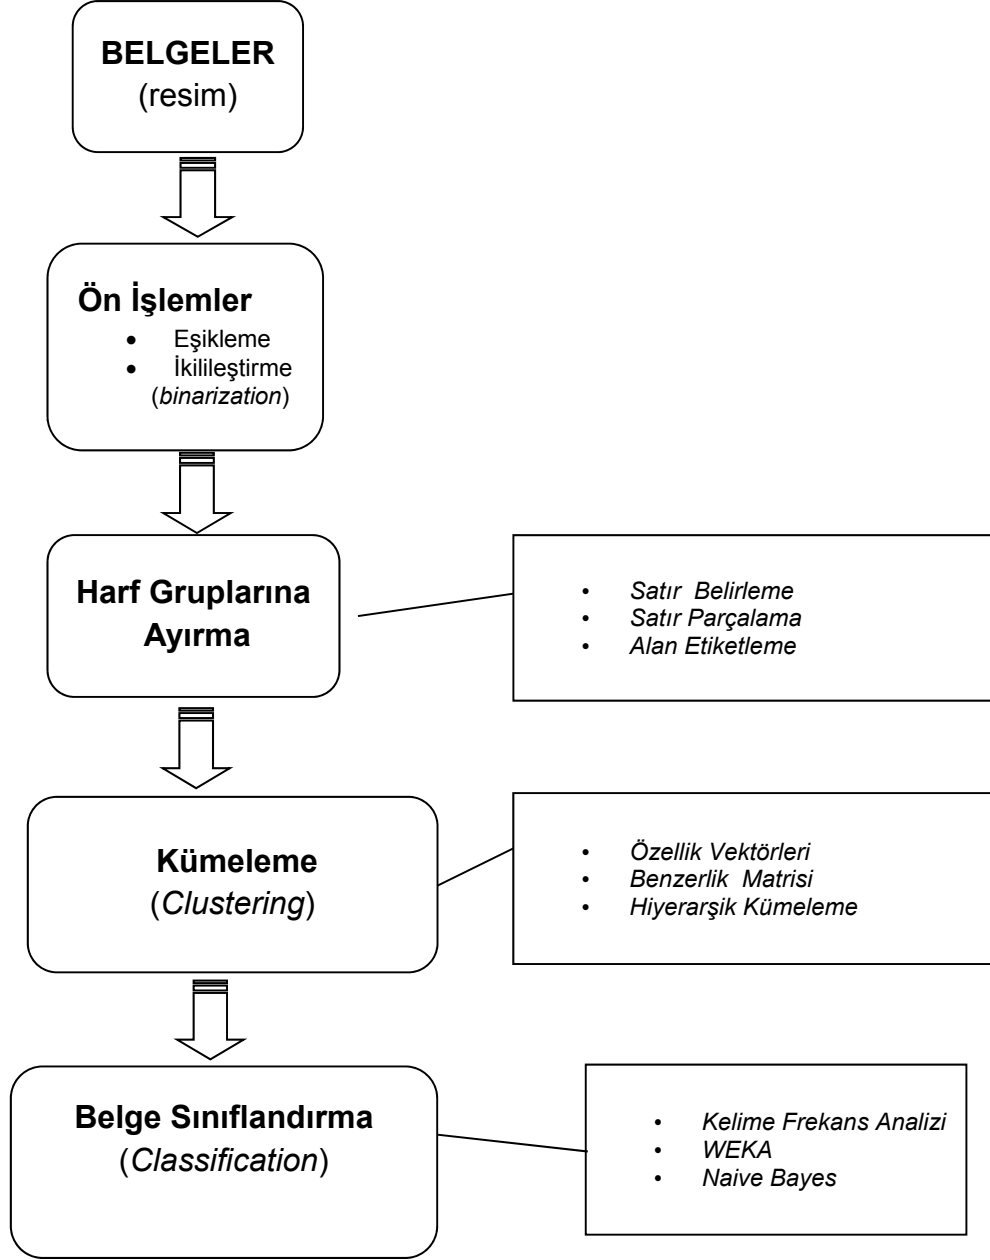 BELGELER
(resim)
Ön İşlemler
• Eşikleme
• İkilileştirme
(binarization)
Harf Gruplarına
Ayırma
• Satır Belirleme
• Satır Parçalama
• Alan Etiketleme
Kümeleme
(Clustering)
• Özellik Vektörleri
• Benzerlik Matrisi
• Hiyerarşik Kümeleme
Belge Sınıflandırma
(Classification)
• Kelime Frekans Analizi
• WEKA
• Naive Bayes